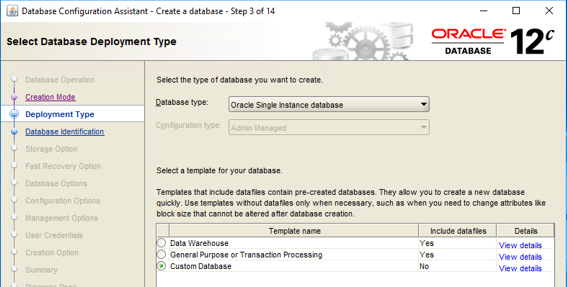 Database Configuration Assistant - Create a database - Step 3 of 14
Select Database Deployment Type
ORACLE
DATABASE
12c
Database Operation
Creation Mode
Deployment Type
Database Identification
Storage Option
Fast Recovery Option
Database Options
Configuration Options
Management Options
User Credentials
Creation Option
Summary
Select the type of database you want to create.
Database type: Oracle Single Instance database
Configuration type: Admin Managed
Select a template for your database.
Templates that include datafiles contain pre-created databases. They allow you to create a new database
quickly. Use templates without datafiles only when necessary, such as when you need to change attributes like
block size that cannot be altered after database creation.
Template name Include datafiles Details
Data Warehouse Yes View details
General Purpose or Transaction Processing Yes View details
Custom Database No View details